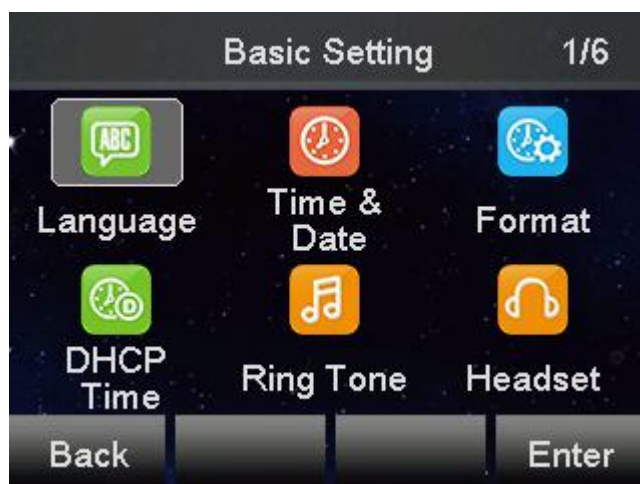 Basic Setting 1/6
ABC
Language
Time &
Date
Format
D
DHCP
Time
Ring Tone
Headset
Back
Enter